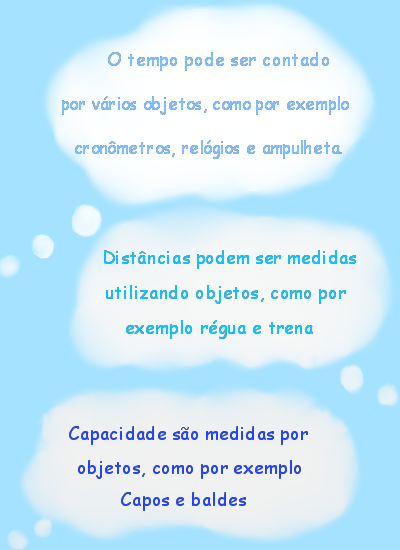 O tempo pode ser contado
por vários objetos, como por exemplo
cronômetros, relógios e ampulheta.
Distâncias podem ser medidas
utilizando objetos, como por
exemplo régua e trena
Capacidade são medidas por
objetos, como por exemplo
Capos e baldes